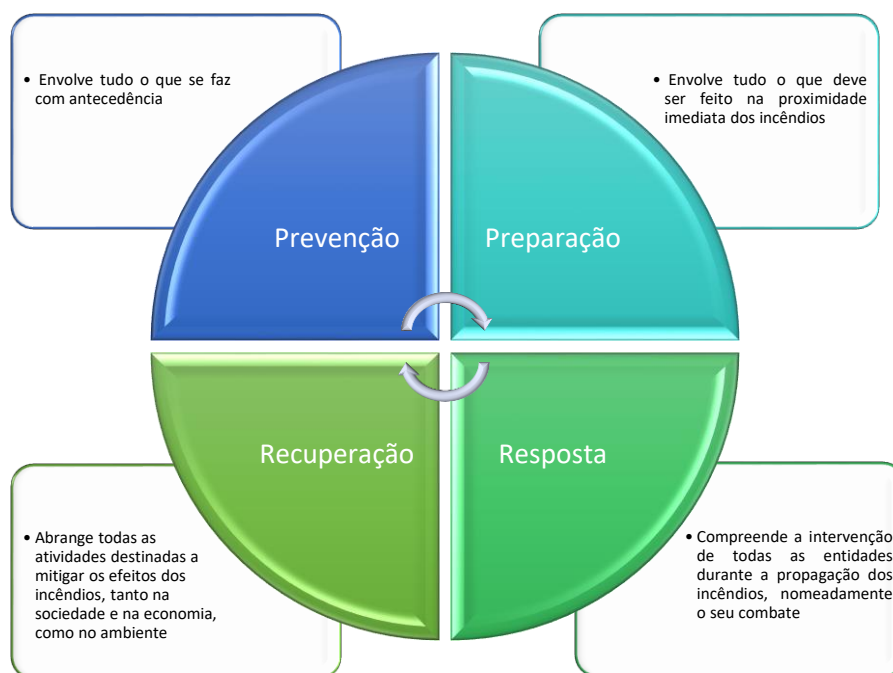 • Envolve tudo o que se faz
com antecedência
• Envolve tudo o que deve
ser feito na proximidade
imediata dos incêndios
Prevenção
Preparação
Recuperação
Resposta
• Abrange todas as
atividades destinadas a
mitigar os efeitos dos
incêndios, tanto na
sociedade e na economia,
como no ambiente
• Compreende a intervenção
de todas as entidades
durante a propagação dos
incêndios, nomeadamente
o seu combate